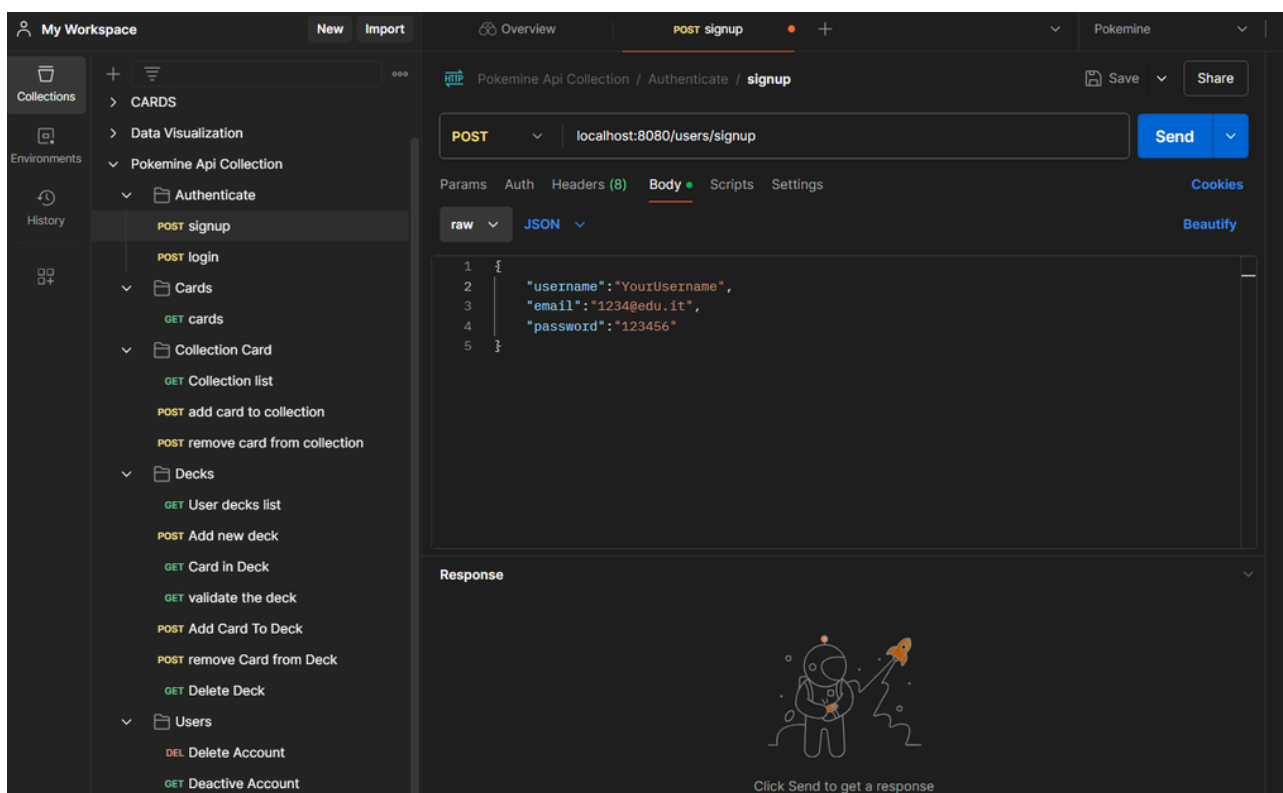 My Workspace
New
Import
Overview
POST signup
Pokemine
Collections
Environments
History
CARDS
Data Visualization
Pokemine Api Collection
Authenticate
POST signup
POST login
Cards
GET cards
Collection Card
GET Collection list
POST add card to collection
POST remove card from collection
Decks
GET User decks list
POST Add new deck
GET Card in Deck
GET validate the deck
POST Add Card To Deck
POST remove Card from Deck
GET Delete Deck
Users
DEL Delete Account
GET Deactive Account
HTTP Pokemine Api Collection / Authenticate / signup
Save
Share
POST
localhost:8080/users/signup
Send
Params Auth Headers (8) Body Scripts Settings
Cookies
raw JSON
Beautify
1 {
2 "username":"YourUsername",
3 "email":"1234@edu.it",
4 "password":"123456"
5 }
Response
Click Send to get a response